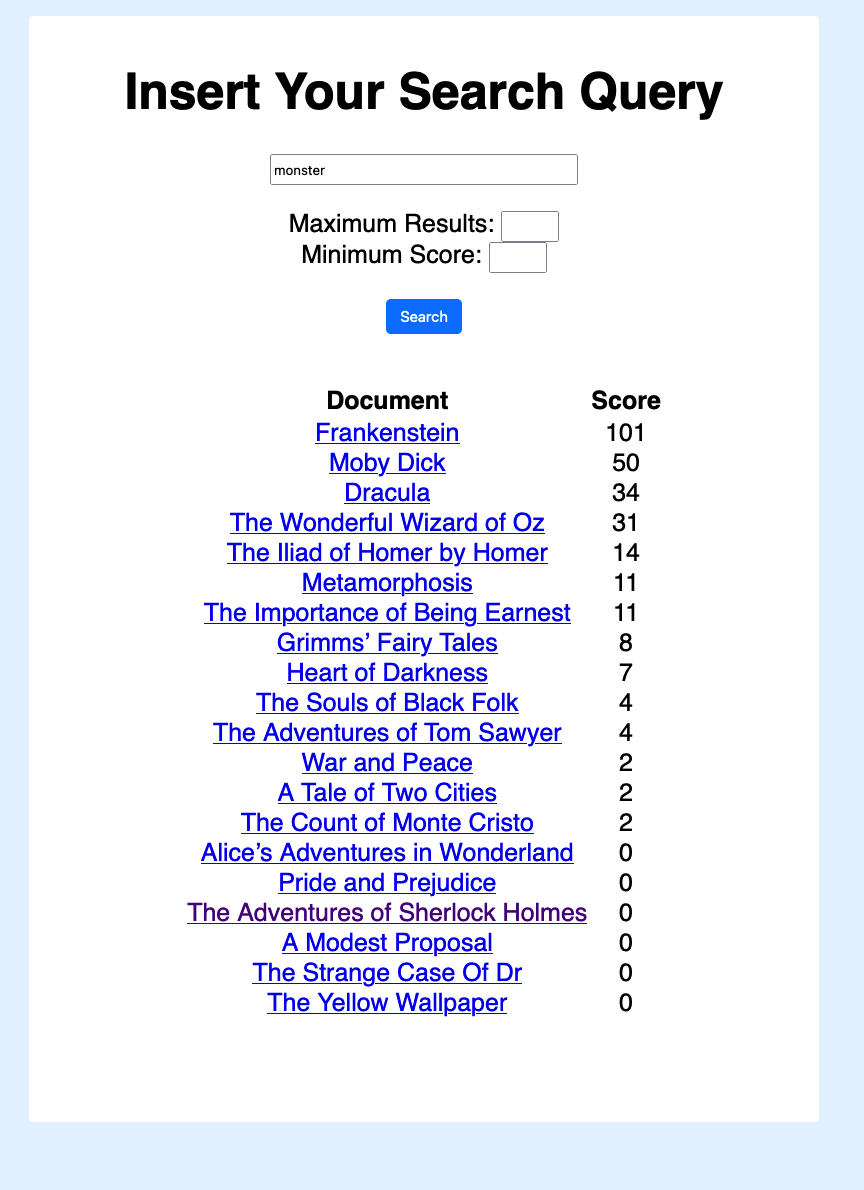 Insert Your Search Query
monster
Maximum Results:
Minimum Score:
Search
Document Score
Frankenstein 101
Moby Dick 50
Dracula 34
The Wonderful Wizard of Oz 31
The Iliad of Homer by Homer 14
Metamorphosis 11
The Importance of Being Earnest 11
Grimms’ Fairy Tales 8
Heart of Darkness 7
The Souls of Black Folk 4
The Adventures of Tom Sawyer 4
War and Peace 2
A Tale of Two Cities 2
The Count of Monte Cristo 2
Alice’s Adventures in Wonderland 0
Pride and Prejudice 0
The Adventures of Sherlock Holmes 0
A Modest Proposal 0
The Strange Case Of Dr 0
The Yellow Wallpaper 0